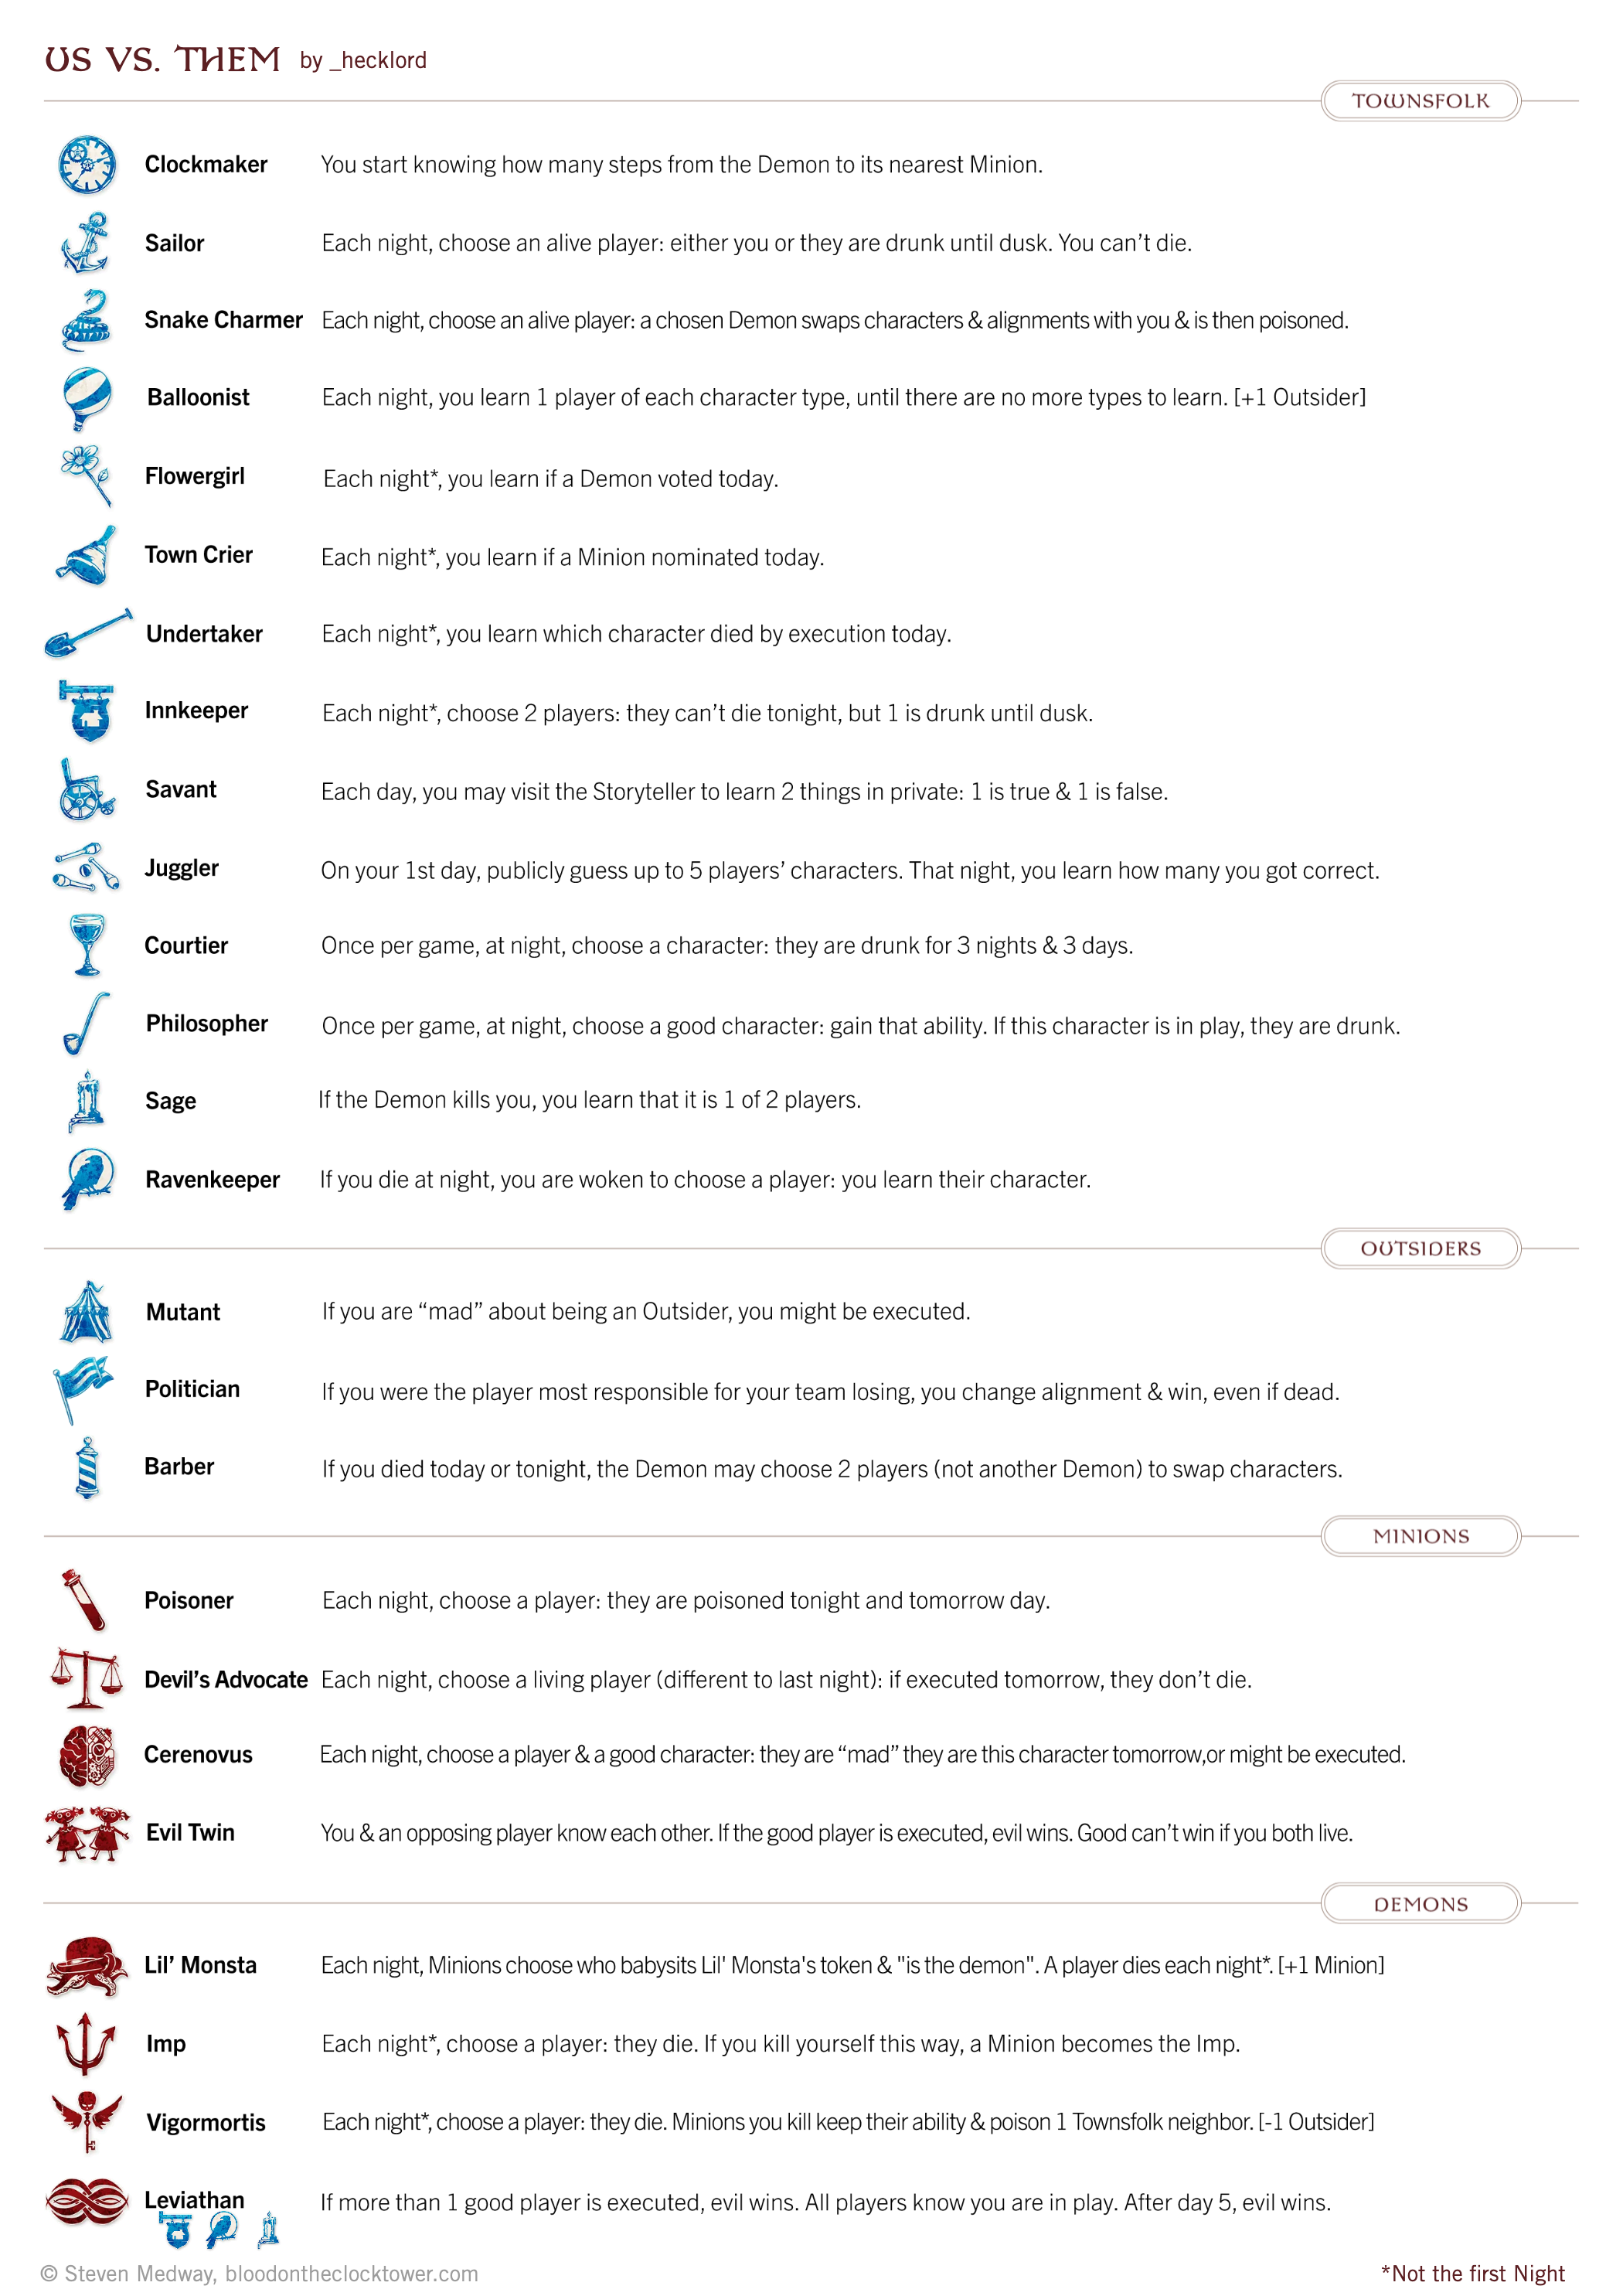 US VS. THEM by _hecklord
TOWNSFOLK
Clockmaker You start knowing how many steps from the Demon to its nearest Minion.
Sailor Each night, choose an alive player: either you or they are drunk until dusk. You can’t die.
Snake Charmer Each night, choose an alive player: a chosen Demon swaps characters & alignments with you & is then poisoned.
Balloonist Each night, you learn 1 player of each character type, until there are no more types to learn. [+1 Outsider]
Flowergirl Each night*, you learn if a Demon voted today.
Town Crier Each night*, you learn if a Minion nominated today.
Undertaker Each night*, you learn which character died by execution today.
Innkeeper Each night*, choose 2 players: they can’t die tonight, but 1 is drunk until dusk.
Savant Each day, you may visit the Storyteller to learn 2 things in private: 1 is true & 1 is false.
Juggler On your 1st day, publicly guess up to 5 players’ characters. That night, you learn how many you got correct.
Courtier Once per game, at night, choose a character: they are drunk for 3 nights & 3 days.
Philosopher Once per game, at night, choose a good character: gain that ability. If this character is in play, they are drunk.
Sage If the Demon kills you, you learn that it is 1 of 2 players.
Ravenkeeper If you die at night, you are woken to choose a player: you learn their character.
OUTSIDERS
Mutant If you are “mad” about being an Outsider, you might be executed.
Politician If you were the player most responsible for your team losing, you change alignment & win, even if dead.
Barber If you died today or tonight, the Demon may choose 2 players (not another Demon) to swap characters.
MINIONS
Poisoner Each night, choose a player: they are poisoned tonight and tomorrow day.
Devil’s Advocate Each night, choose a living player (different to last night): if executed tomorrow, they don’t die.
Cerenovus Each night, choose a player & a good character: they are “mad” they are this character tomorrow,or might be executed.
Evil Twin You & an opposing player know each other. If the good player is executed, evil wins. Good can’t win if you both live.
DEMONS
Lil’ Monsta Each night, Minions choose who babysits Lil' Monsta's token & "is the demon". A player dies each night*. [+1 Minion]
Imp Each night*, choose a player: they die. If you kill yourself this way, a Minion becomes the Imp.
Vigormortis Each night*, choose a player: they die. Minions you kill keep their ability & poison 1 Townsfolk neighbor. [-1 Outsider]
Leviathan If more than 1 good player is executed, evil wins. All players know you are in play. After day 5, evil wins.
© Steven Medway, bloodontheclocktower.com *Not the first Night